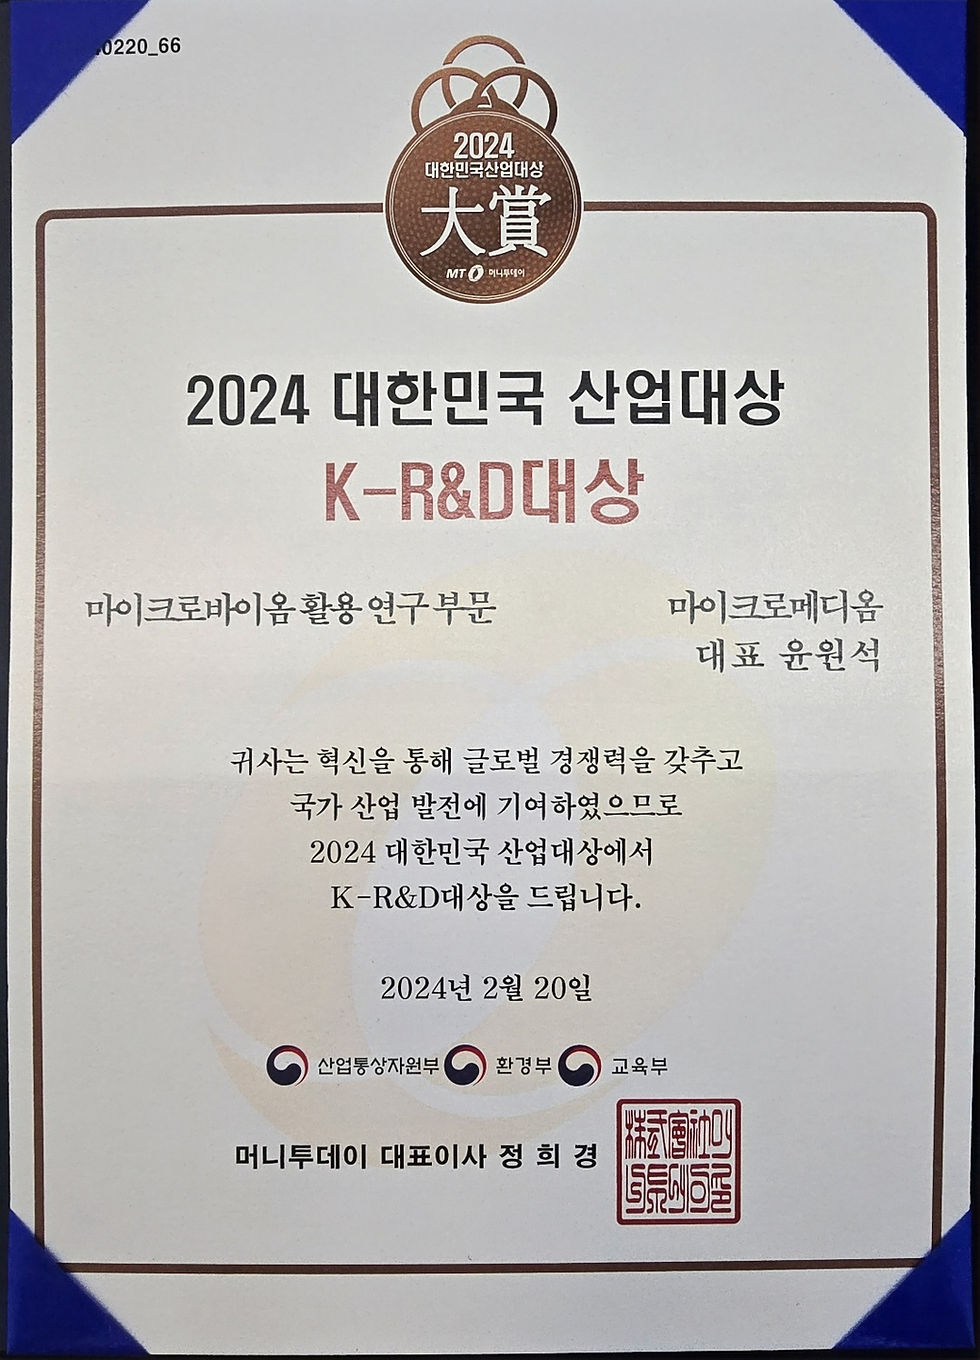 0220_66
2024
대한민국산업대상
大賞
MT 머니투데이
2024 대한민국 산업대상
K-R&D대상
마이크로바이옴 활용 연구 부문
마이크로메디옴
대표 윤원석
귀사는 혁신을 통해 글로벌 경쟁력을 갖추고
국가 산업 발전에 기여하였으므로
2024 대한민국 산업대상에서
K-R&D대상을 드립니다.
2024년 2월 20일
산업통상자원부 환경부 교육부
머니투데이 대표이사 정 희 경
株式會社